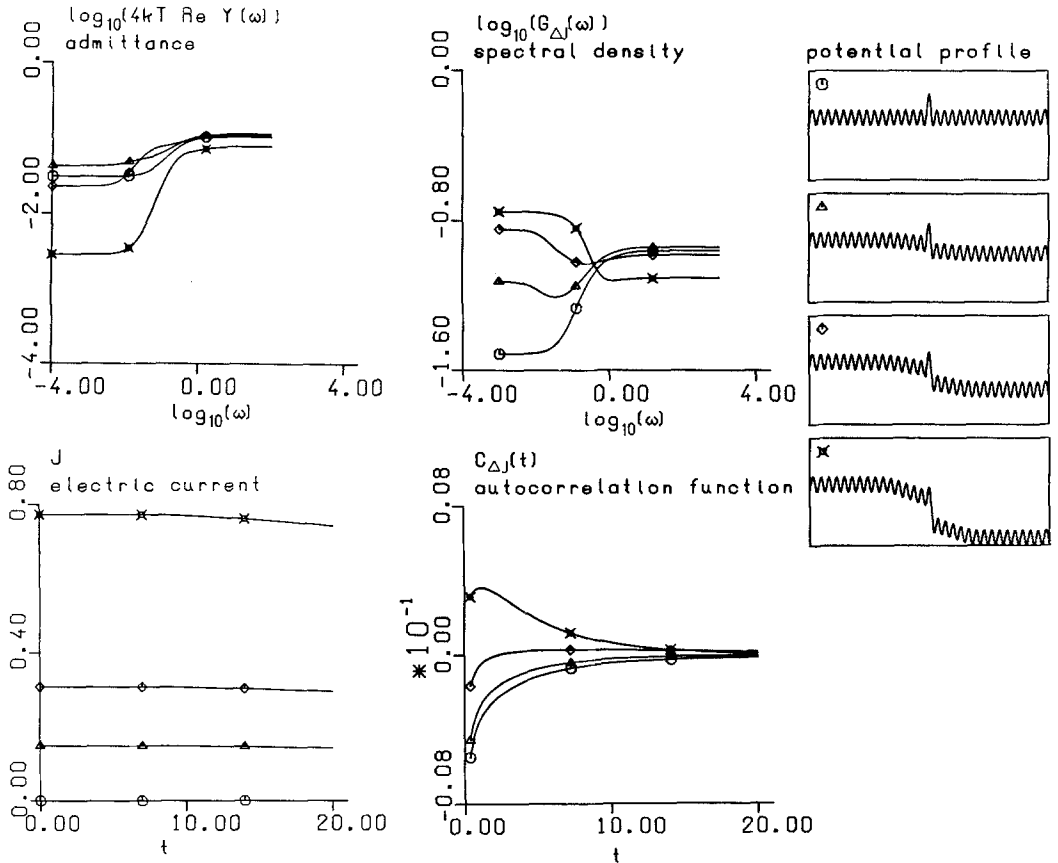 log₁₀(4kT Re Y(ω))
admittance
0.00
-2.00
-4.00
-4.00 0.00 4.00
log₁₀(ω)
log₁₀(G_ΔJ(ω))
spectral density
0.00
-0.80
-1.60
-4.00 0.00 4.00
log₁₀(ω)
potential profile
J
electric current
0.80
0.40
0.00
0.00 10.00 20.00
t
C_ΔJ(t)
autocorrelation function
0.08
0.00
-0.08
*10⁻¹
0.00 10.00 20.00
t